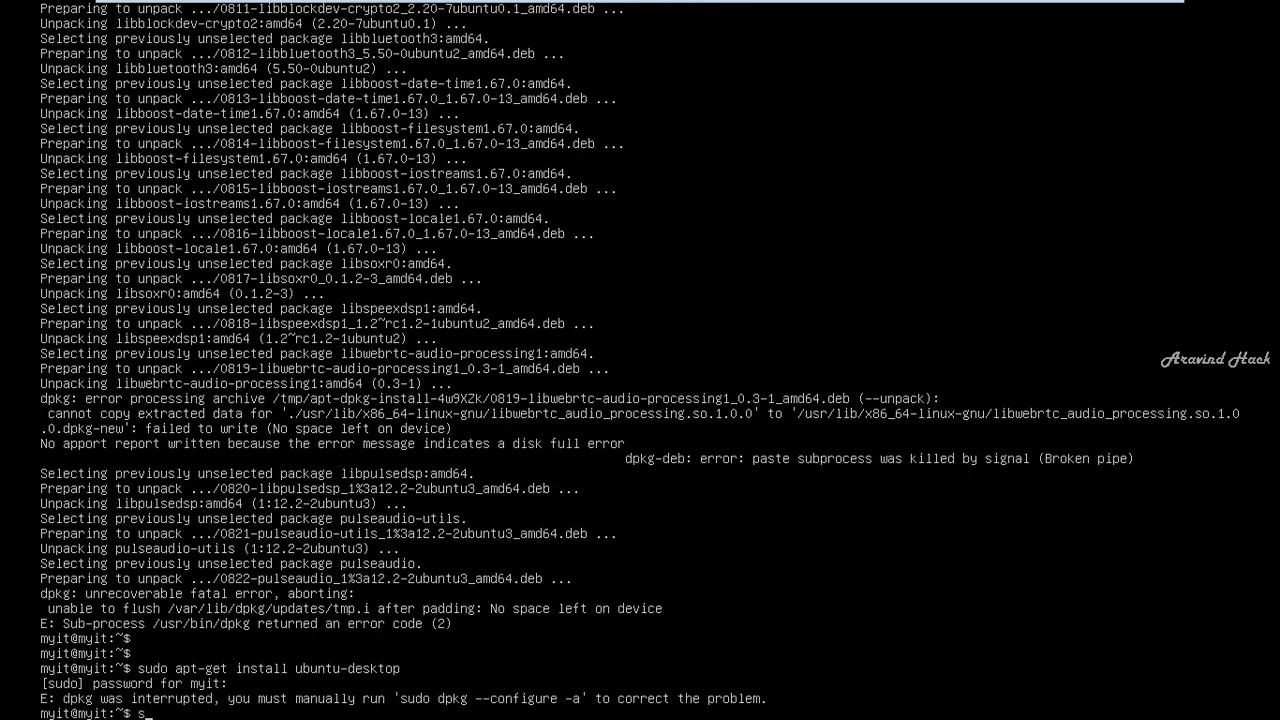 Preparing to unpack .../0811-libblockdev-crypto2_2.20-7ubuntu0.1_amd64.deb ...
Unpacking libblockdev-crypto2:amd64 (2.20-7ubuntu0.1) ...
Selecting previously unselected package libbluetooth3:amd64.
Preparing to unpack .../0812-libbluetooth3_5.50-0ubuntu2_amd64.deb ...
Unpacking libbluetooth3:amd64 (5.50-0ubuntu2) ...
Selecting previously unselected package libboost-date-time1.67.0:amd64.
Preparing to unpack .../0813-libboost-date-time1.67.0_1.67.0-13_amd64.deb ...
Unpacking libboost-date-time1.67.0:amd64 (1.67.0-13) ...
Selecting previously unselected package libboost-filesystem1.67.0:amd64.
Preparing to unpack .../0814-libboost-filesystem1.67.0_1.67.0-13_amd64.deb ...
Unpacking libboost-filesystem1.67.0:amd64 (1.67.0-13) ...
Selecting previously unselected package libboost-iostreams1.67.0:amd64.
Preparing to unpack .../0815-libboost-iostreams1.67.0_1.67.0-13_amd64.deb ...
Unpacking libboost-iostreams1.67.0:amd64 (1.67.0-13) ...
Selecting previously unselected package libboost-locale1.67.0:amd64.
Preparing to unpack .../0816-libboost-locale1.67.0_1.67.0-13_amd64.deb ...
Unpacking libboost-locale1.67.0:amd64 (1.67.0-13) ...
Selecting previously unselected package libsoxr0:amd64.
Preparing to unpack .../0817-libsoxr0_0.1.2-3_amd64.deb ...
Unpacking libsoxr0:amd64 (0.1.2-3) ...
Selecting previously unselected package libspeexdsp1:amd64.
Preparing to unpack .../0818-libspeexdsp1_1.2~rc1.2-1ubuntu2_amd64.deb ...
Unpacking libspeexdsp1:amd64 (1.2~rc1.2-1ubuntu2) ...
Selecting previously unselected package libwebrtc-audio-processing1:amd64.
Aravind Hack
Preparing to unpack .../0819-libwebrtc-audio-processing1_0.3-1_amd64.deb ...
Unpacking libwebrtc-audio-processing1:amd64 (0.3-1) ...
dpkg: error processing archive /tmp/apt-dpkg-install-4w9XZk/0819-libwebrtc-audio-processing1_0.3-1_amd64.deb (--unpack):
cannot copy extracted data for './usr/lib/x86_64-linux-gnu/libwebrtc_audio_processing.so.1.0.0' to '/usr/lib/x86_64-linux-gnu/libwebrtc_audio_processing.so.1.0
.0.dpkg-new': failed to write (No space left on device)
No apport report written because the error message indicates a disk full error
dpkg-deb: error: paste subprocess was killed by signal (Broken pipe)
Selecting previously unselected package libpulsedsp:amd64.
Preparing to unpack .../0820-libpulsedsp_1%3a12.2-2ubuntu3_amd64.deb ...
Unpacking libpulsedsp:amd64 (1:12.2-2ubuntu3) ...
Selecting previously unselected package pulseaudio-utils.
Preparing to unpack .../0821-pulseaudio-utils_1%3a12.2-2ubuntu3_amd64.deb ...
Unpacking pulseaudio-utils (1:12.2-2ubuntu3) ...
Selecting previously unselected package pulseaudio.
Preparing to unpack .../0822-pulseaudio_1%3a12.2-2ubuntu3_amd64.deb ...
dpkg: unrecoverable fatal error, aborting:
unable to flush /var/lib/dpkg/updates/tmp.i after padding: No space left on device
E: Sub-process /usr/bin/dpkg returned an error code (2)
myit@myit:~$
myit@myit:~$
myit@myit:~$ sudo apt-get install ubuntu-desktop
[sudo] password for myit:
E: dpkg was interrupted, you must manually run 'sudo dpkg --configure -a' to correct the problem.
myit@myit:~$ s_